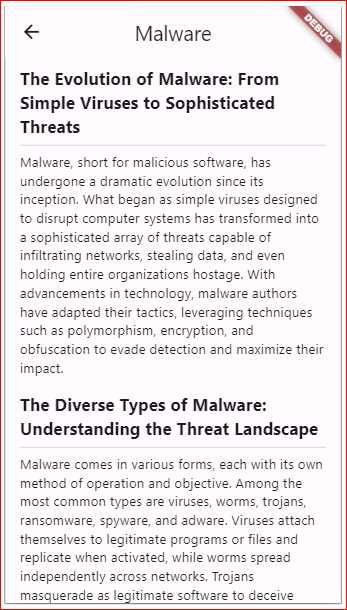 DEBUG
Malware
The Evolution of Malware: From
Simple Viruses to Sophisticated
Threats
Malware, short for malicious software, has
undergone a dramatic evolution since its
inception. What began as simple viruses designed
to disrupt computer systems has transformed into
a sophisticated array of threats capable of
infiltrating networks, stealing data, and even
holding entire organizations hostage. With
advancements in technology, malware authors
have adapted their tactics, leveraging techniques
such as polymorphism, encryption, and
obfuscation to evade detection and maximize their
impact.
The Diverse Types of Malware:
Understanding the Threat Landscape
Malware comes in various forms, each with its own
method of operation and objective. Among the
most common types are viruses, worms, trojans,
ransomware, spyware, and adware. Viruses attach
themselves to legitimate programs or files and
replicate when activated, while worms spread
independently across networks. Trojans
masquerade as legitimate software to deceive